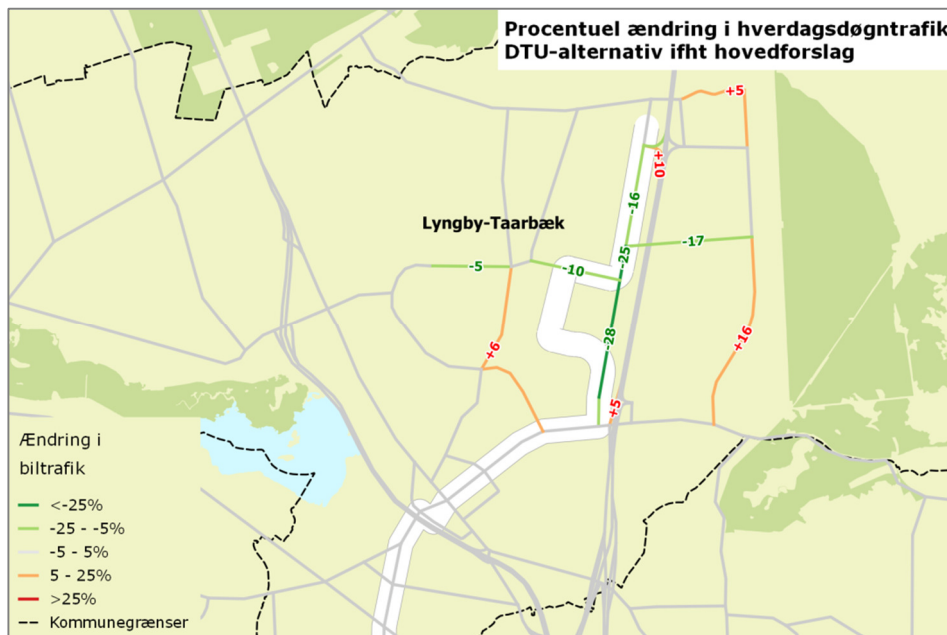 Procentuel ændring i hverdagsdøgntrafik
DTU-alternativ ifht hovedforslag
+5
+10
-16
Lyngby-Taarbæk
-17
-25
-5
-10
-28
+16
+6
+5
Ændring i
biltrafik
<-25%
-25 - -5%
-5 - 5%
5 - 25%
>25%
Kommunegrænser